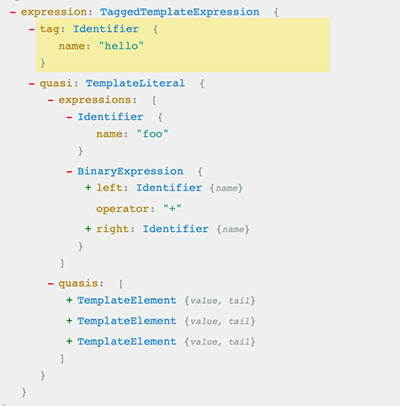 - expression: TaggedTemplateExpression {
- tag: Identifier {
name: "hello"
}
- quasi: TemplateLiteral {
- expressions: [
- Identifier {
name: "foo"
}
- BinaryExpression {
+ left: Identifier {name}
operator: "+"
+ right: Identifier {name}
}
]
- quasis: [
+ TemplateElement {value, tail}
+ TemplateElement {value, tail}
+ TemplateElement {value, tail}
]
}
}